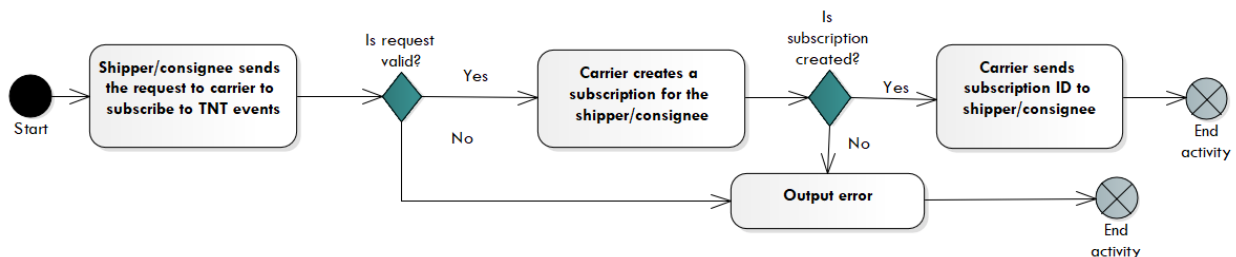 Start
Shipper/consignee sends
the request to carrier to
subscribe to TNT events
Is request
valid?
Yes
No
Carrier creates a
subscription for the
shipper/consignee
Is
subscription
created?
Yes
No
Carrier sends
subscription ID to
shipper/consignee
End
activity
Output error
End
activity